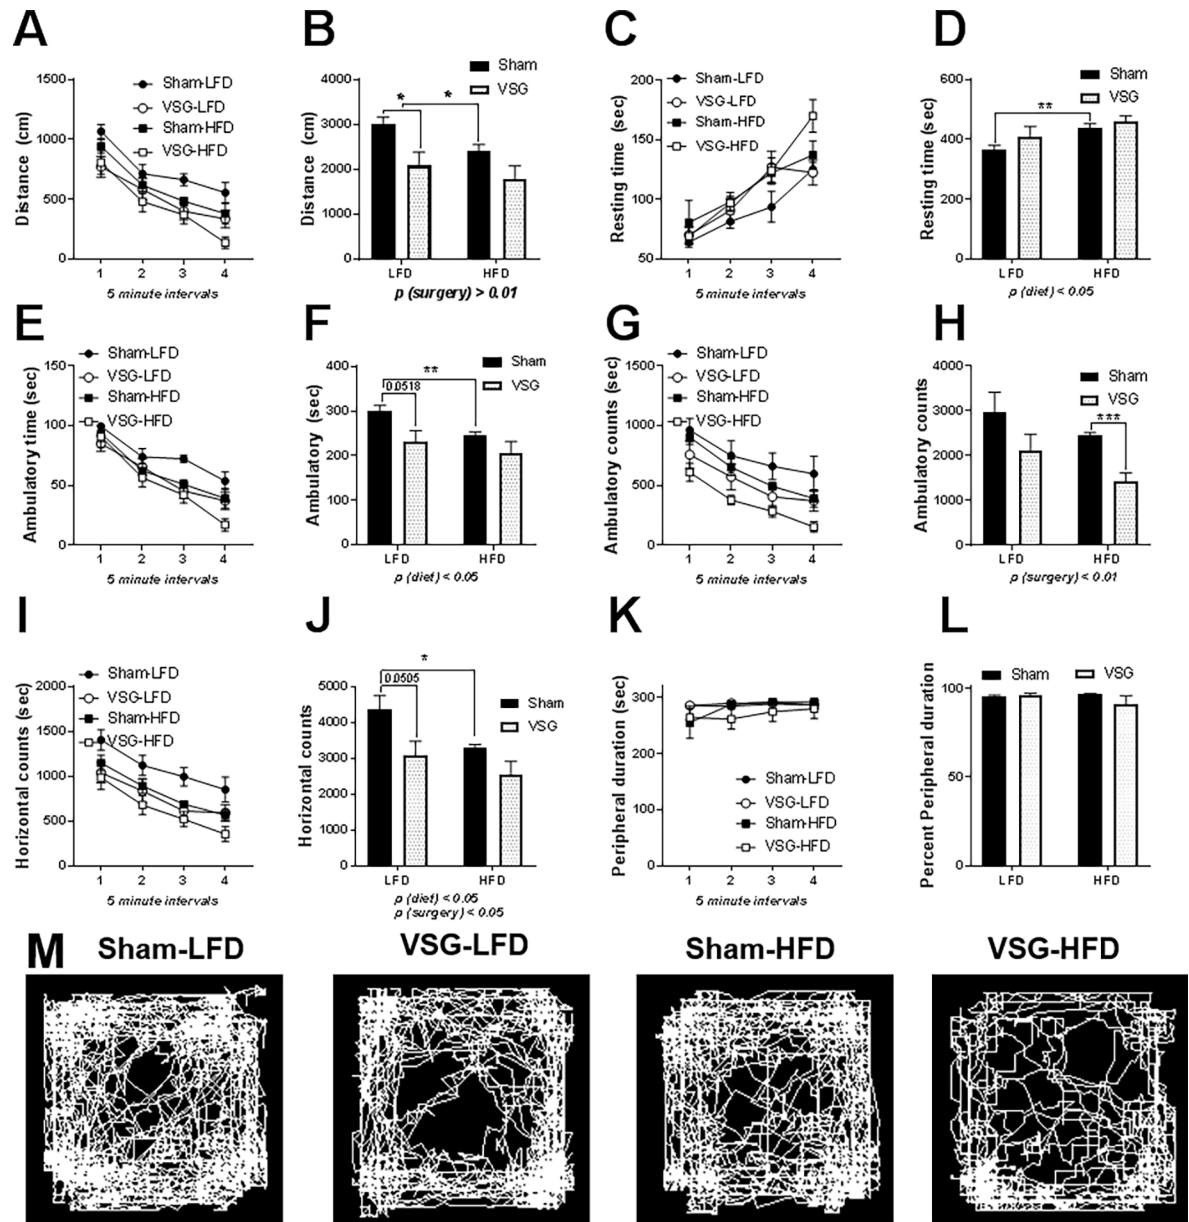 A
B
C
D
1500
1000
500
0
Distance (cm)
Sham-LFD
VSG-LFD
Sham-HFD
VSG-HFD
1 2 3 4
5 minute intervals
4000
3000
2000
1000
0
Distance (cm)
Sham
VSG
*
*
LFD HFD
p (surgery) > 0.01
200
150
100
50
Resting time (sec)
Sham-LFD
VSG-LFD
Sham-HFD
VSG-HFD
1 2 3 4
5 minute intervals
600
400
200
0
Resting time (sec)
Sham
VSG
**
LFD HFD
p (diet) < 0.05
E
F
G
H
150
100
50
0
Ambulatory time (sec)
Sham-LFD
VSG-LFD
Sham-HFD
VSG-HFD
1 2 3 4
5 minute intervals
400
300
200
100
0
Ambulatory (sec)
Sham
VSG
**
0.0518
LFD HFD
p (diet) < 0.05
1500
1000
500
0
Ambulatory counts (sec)
Sham-LFD
VSG-LFD
Sham-HFD
VSG-HFD
1 2 3 4
5 minute intervals
4000
3000
2000
1000
0
Ambulatory counts
Sham
VSG
***
LFD HFD
p (surgery) < 0.01
I
J
K
L
2000
1500
1000
500
0
Horizontal counts (sec)
Sham-LFD
VSG-LFD
Sham-HFD
VSG-HFD
1 2 3 4
5 minute intervals
5000
4000
3000
2000
1000
0
Horizontal counts
Sham
VSG
*
0.0505
LFD HFD
p (diet) < 0.05
p (surgery) < 0.05
300
200
100
0
Peripheral duration (sec)
Sham-LFD
VSG-LFD
Sham-HFD
VSG-HFD
1 2 3 4
5 minute intervals
100
50
0
Percent Peripheral duration
Sham VSG
LFD HFD
M
Sham-LFD
VSG-LFD
Sham-HFD
VSG-HFD